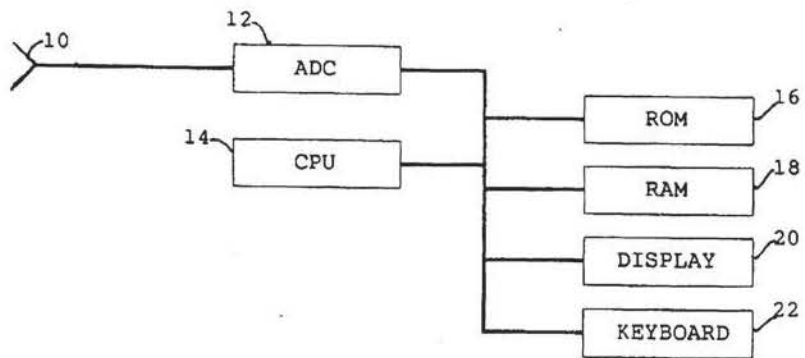 10
12
ADC
14
CPU
16
ROM
18
RAM
20
DISPLAY
22
KEYBOARD